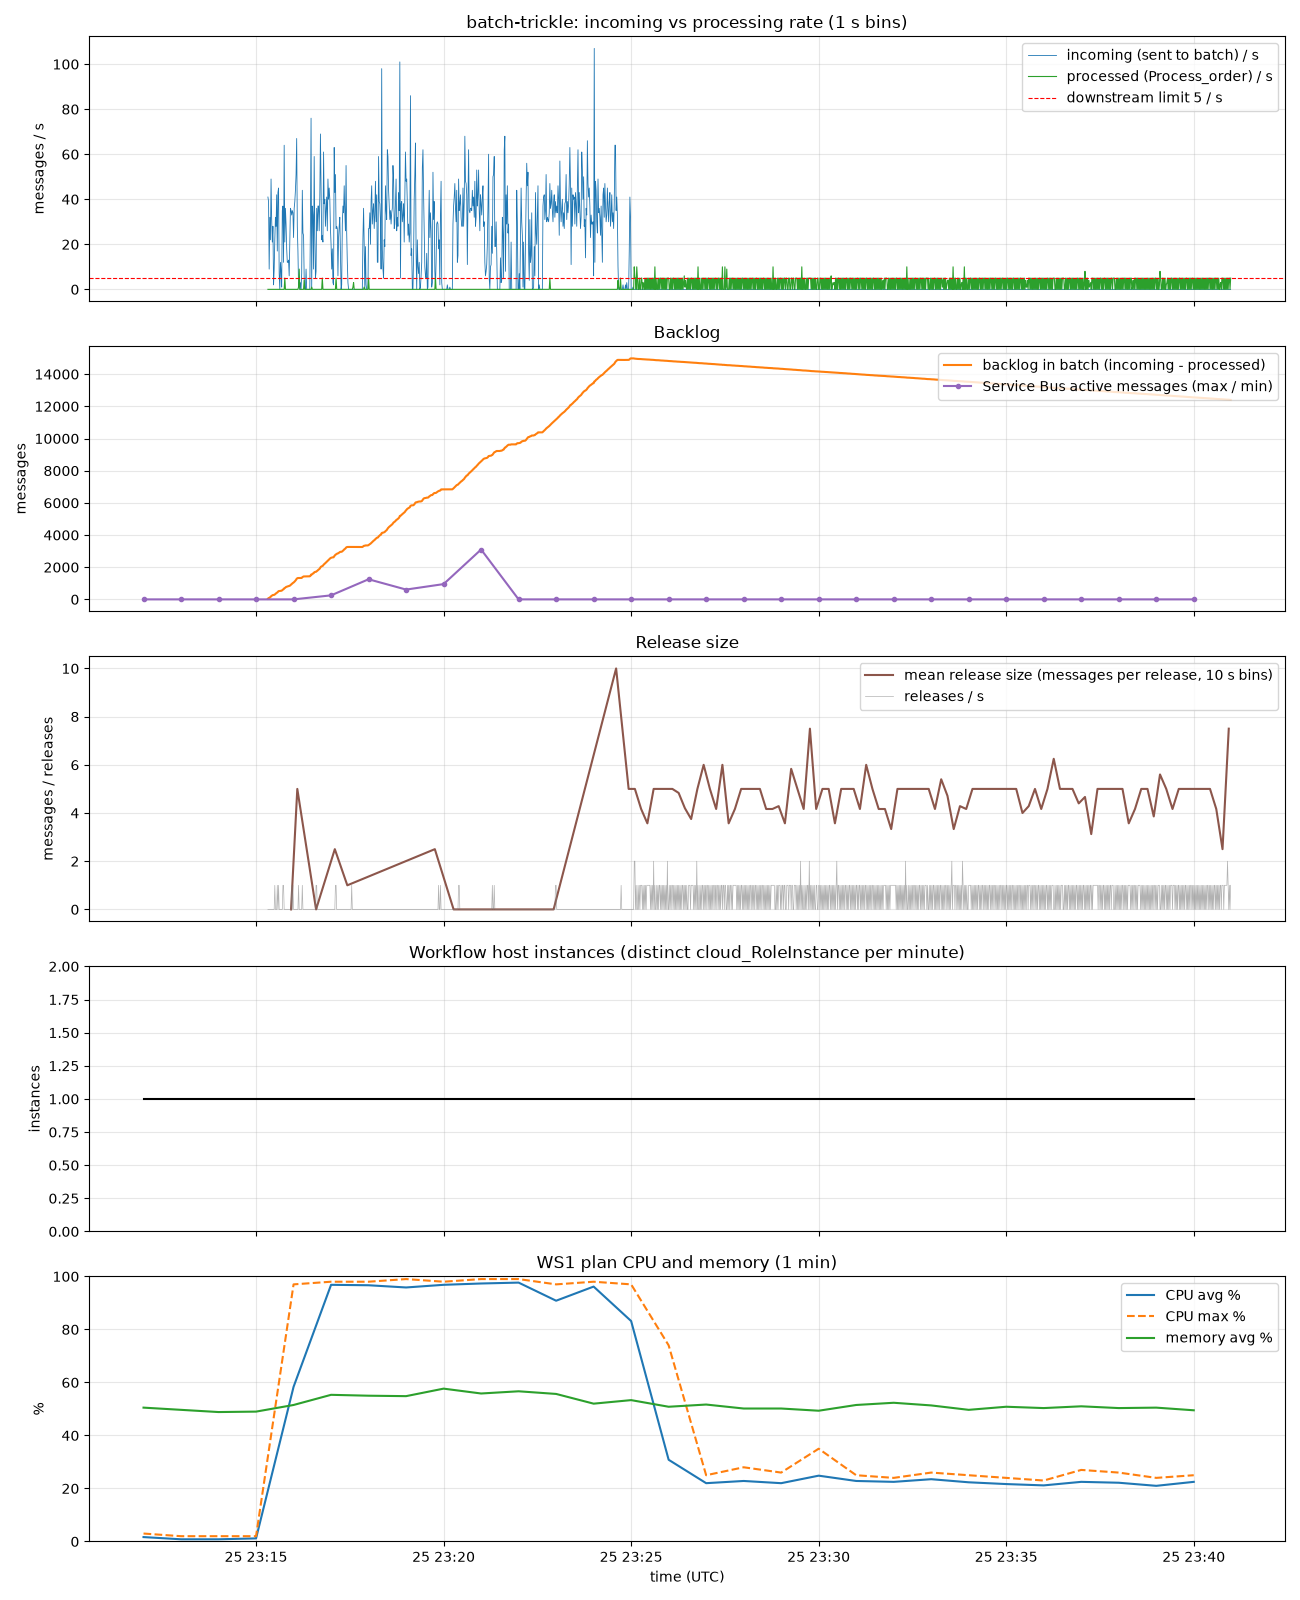 batch-trickle: incoming vs processing rate (1 s bins)
messages / s
100
80
60
40
20
0
incoming (sent to batch) / s
processed (Process_order) / s
downstream limit 5 / s
Backlog
messages
14000
12000
10000
8000
6000
4000
2000
0
backlog in batch (incoming - processed)
Service Bus active messages (max / min)
Release size
messages / releases
10
8
6
4
2
0
mean release size (messages per release, 10 s bins)
releases / s
Workflow host instances (distinct cloud_RoleInstance per minute)
instances
2.00
1.75
1.50
1.25
1.00
0.75
0.50
0.25
0.00
WS1 plan CPU and memory (1 min)
%
100
80
60
40
20
0
CPU avg %
CPU max %
memory avg %
25 23:15 25 23:20 25 23:25 25 23:30 25 23:35 25 23:40
time (UTC)